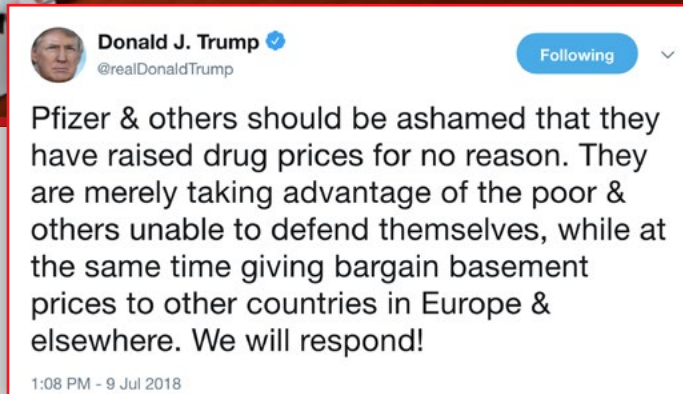 Donald J. Trump
@realDonaldTrump
Following
Pfizer & others should be ashamed that they
have raised drug prices for no reason. They
are merely taking advantage of the poor &
others unable to defend themselves, while at
the same time giving bargain basement
prices to other countries in Europe &
elsewhere. We will respond!
1:08 PM - 9 Jul 2018